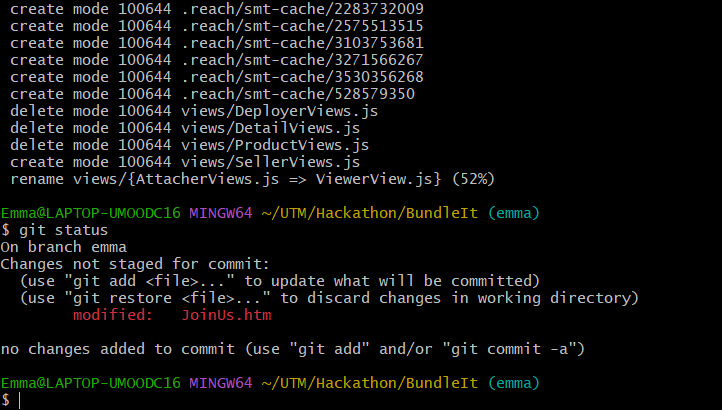 create mode 100644 .reach/smt-cache/2283732009
create mode 100644 .reach/smt-cache/2575513515
create mode 100644 .reach/smt-cache/3103753681
create mode 100644 .reach/smt-cache/3271566267
create mode 100644 .reach/smt-cache/3530356268
create mode 100644 .reach/smt-cache/528579350
delete mode 100644 views/DeployerViews.js
delete mode 100644 views/DetailViews.js
delete mode 100644 views/ProductViews.js
create mode 100644 views/SellerViews.js
rename views/{AttacherViews.js => ViewerView.js} (52%)
Emma@LAPTOP-UMOODC16 MINGW64 ~/UTM/Hackathon/BundleIt (emma)
$ git status
On branch emma
Changes not staged for commit:
(use "git add <file>..." to update what will be committed)
(use "git restore <file>..." to discard changes in working directory)
modified:   JoinUs.htm
no changes added to commit (use "git add" and/or "git commit -a")
Emma@LAPTOP-UMOODC16 MINGW64 ~/UTM/Hackathon/BundleIt (emma)
$